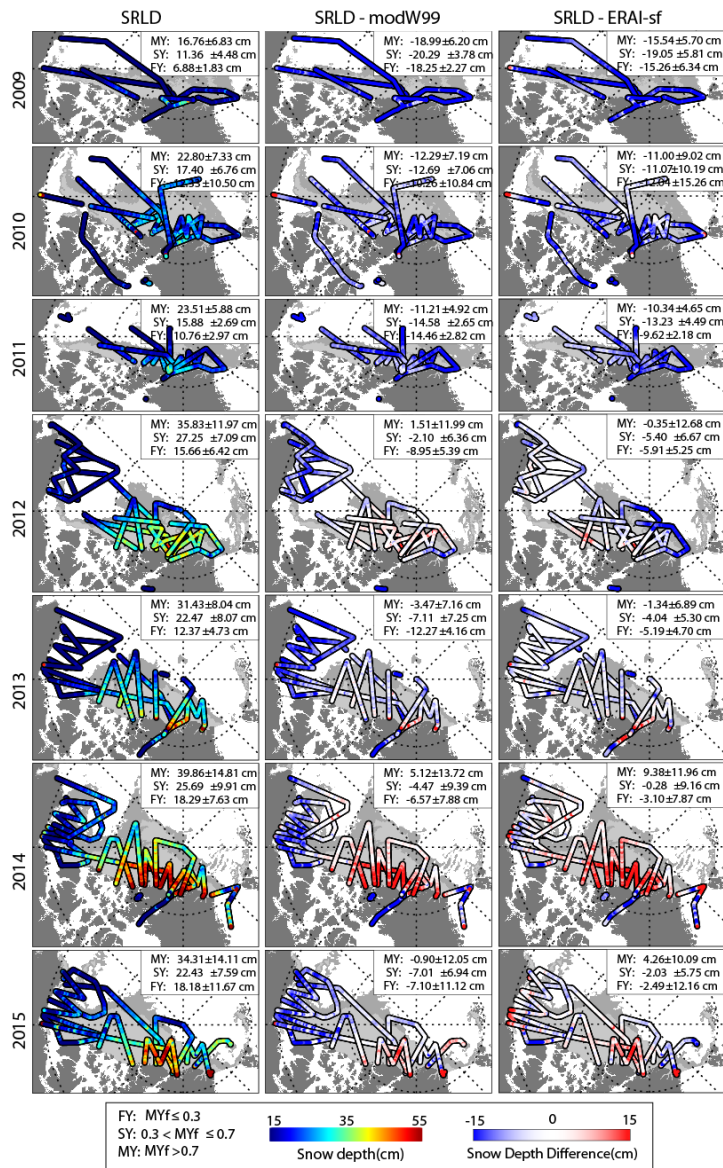 SRLD
SRLD - modW99
SRLD - ERAI-sf
2009
MY: 16.76±6.83 cm
SY: 11.36 ±4.48 cm
FY: 6.88±1.83 cm
MY: -18.99±6.20 cm
SY: -20.29 ±3.78 cm
FY: -18.25±2.27 cm
MY: -15.54±5.70 cm
SY: -19.05±5.81 cm
FY: -15.26±6.34 cm
2010
MY: 22.80±7.33 cm
SY: 17.40 ±6.76 cm
±10.50 cm
MY: -12.29±7.19 cm
SY: -12.69 ±7.06 cm
±10.84 cm
MY: -11.00±9.02 cm
SY: -11.07±10.19 cm
±15.26 cm
2011
MY: 23.51±5.88 cm
SY: 15.88 ±2.69 cm
FY: 10.76±2.97 cm
MY: -11.21±4.92 cm
SY: -14.58 ±2.65 cm
FY: -14.46±2.82 cm
MY: -10.34±4.65 cm
SY: -13.23 ±4.49 cm
FY: -9.62±2.18 cm
2012
MY: 35.83±11.97 cm
SY: 27.25 ±7.09 cm
FY: 15.66±6.42 cm
MY: 1.51±11.99 cm
SY: -2.10 ±6.36 cm
FY: -8.95±5.39 cm
MY: -0.35±12.68 cm
SY: -5.40 ±6.67 cm
FY: -5.91±5.25 cm
2013
MY: 31.43±8.04 cm
SY: 22.47 ±8.07 cm
FY: 12.37±4.73 cm
MY: -3.47±7.16 cm
SY: -7.11 ±7.25 cm
FY: -12.27±4.16 cm
MY: -1.34±6.89 cm
SY: -4.04 ±5.30 cm
FY: -5.19±4.70 cm
2014
MY: 39.86±14.81 cm
SY: 25.69 ±9.91 cm
FY: 18.29±7.63 cm
MY: 5.12±13.72 cm
SY: -4.47 ±9.39 cm
FY: -6.57±7.88 cm
MY: 9.38±11.96 cm
SY: -0.28 ±9.16 cm
FY: -3.10±7.87 cm
2015
MY: 34.31±14.11 cm
SY: 22.43 ±7.59 cm
FY: 18.18±11.67 cm
MY: -0.90±12.05 cm
SY: -7.01 ±6.94 cm
FY: -7.10±11.12 cm
MY: 4.26±10.09 cm
SY: -2.03 ±5.75 cm
FY: -2.49±12.16 cm
FY: MYf ≤ 0.3
SY: 0.3 < MYf ≤ 0.7
MY: MYf > 0.7
15 35 55
Snow depth(cm)
-15 0 15
Snow Depth Difference(cm)